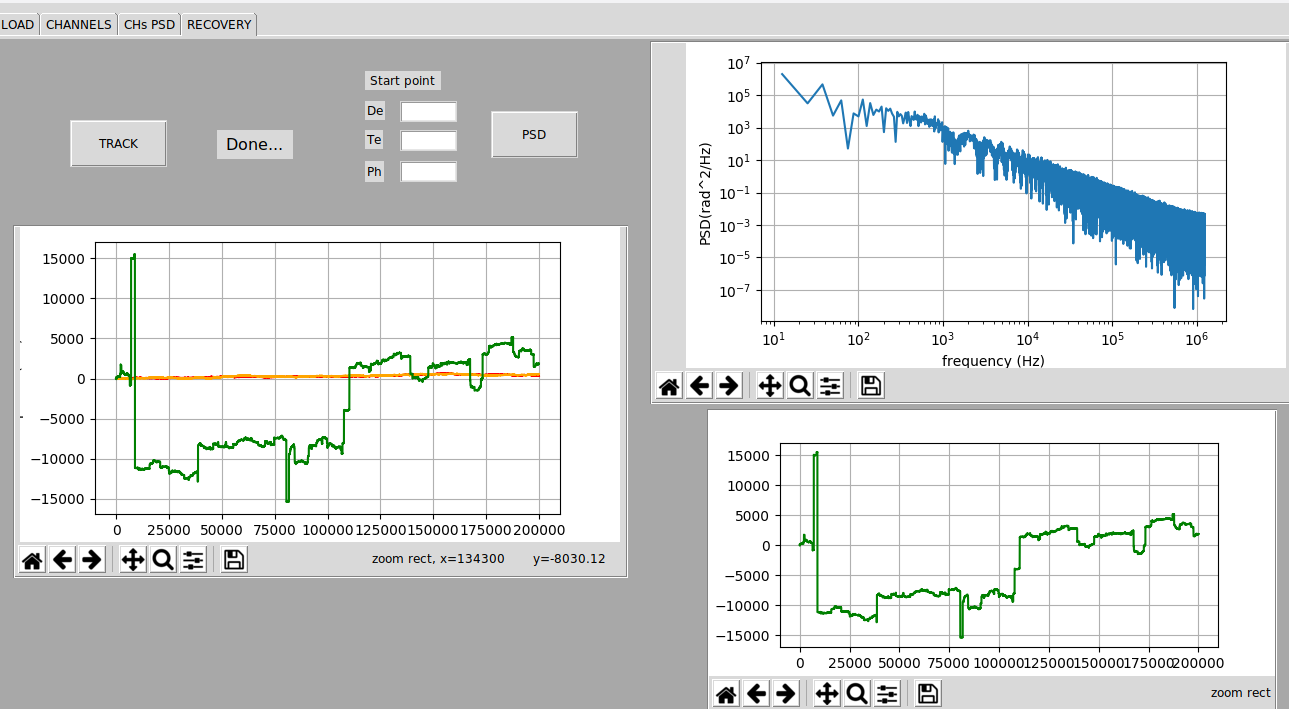 LOAD CHANNELS CHs PSD RECOVERY
Start point
De
Te
Ph
TRACK
Done...
PSD
15000
10000
5000
0
−5000
−10000
−15000
0 25000 50000 75000 100000 125000 150000 175000 200000
zoom rect, x=134300 y=-8030.12
PSD(rad^2/Hz)
10^7
10^5
10^3
10^1
10^−1
10^−3
10^−5
10^−7
10^1 10^2 10^3 10^4 10^5 10^6
frequency (Hz)
15000
10000
5000
0
−5000
−10000
−15000
0 25000 50000 75000 100000 125000 150000 175000 200000
zoom rect